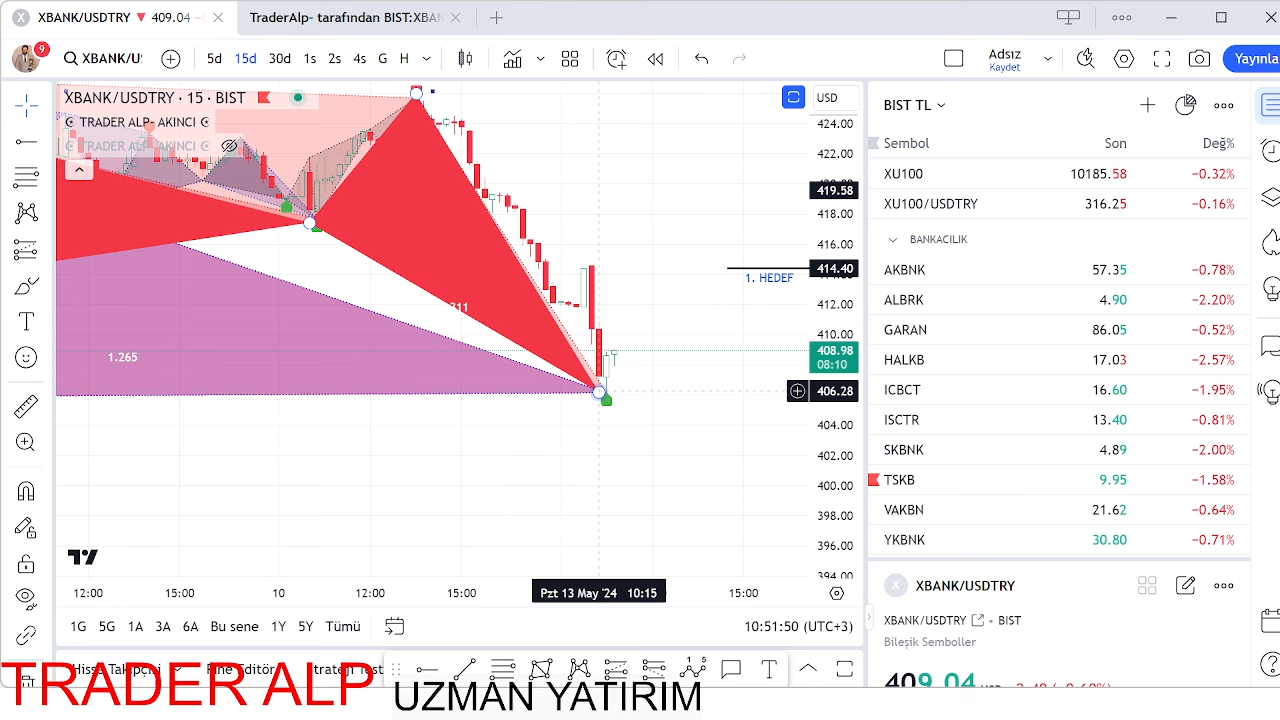 XBANK/USDTRY ▼ 409.04 −
TraderAlp- tarafından BIST:XBAN
9
XBANK/U:
5d 15d 30d 1s 2s 4s G H
Adsız
Kaydet
Yayınla
XBANK/USDTRY · 15 · BIST
TRADER ALP- AKINCI
TRADER ALP- AKINCI
USD
424.00
422.00
419.58
418.00
416.00
414.40
1. HEDEF
412.00
410.00
408.98
08:10
406.28
404.00
402.00
400.00
398.00
396.00
394.00
1.265
12:00 15:00 10 12:00 15:00
Pzt 13 May '24 10:15
15:00
1G 5G 1A 3A 6A Bu sene 1Y 5Y Tümü
10:51:50 (UTC+3)
BIST TL
Sembol Son Değ%
XU100 10185.58 −0.32%
XU100/USDTRY 316.25 −0.16%
BANKACILIK
AKBNK 57.35 −0.78%
ALBRK 4.90 −2.20%
GARAN 86.05 −0.52%
HALKB 17.03 −2.57%
ICBCT 16.60 −1.95%
ISCTR 13.40 −0.81%
SKBNK 4.89 −2.00%
TSKB 9.95 −1.58%
VAKBN 21.62 −0.64%
YKBNK 30.80 −0.71%
XBANK/USDTRY
XBANK/USDTRY • BIST
Bileşik Semboller
409.04
TRADER ALP UZMAN YATIRIM